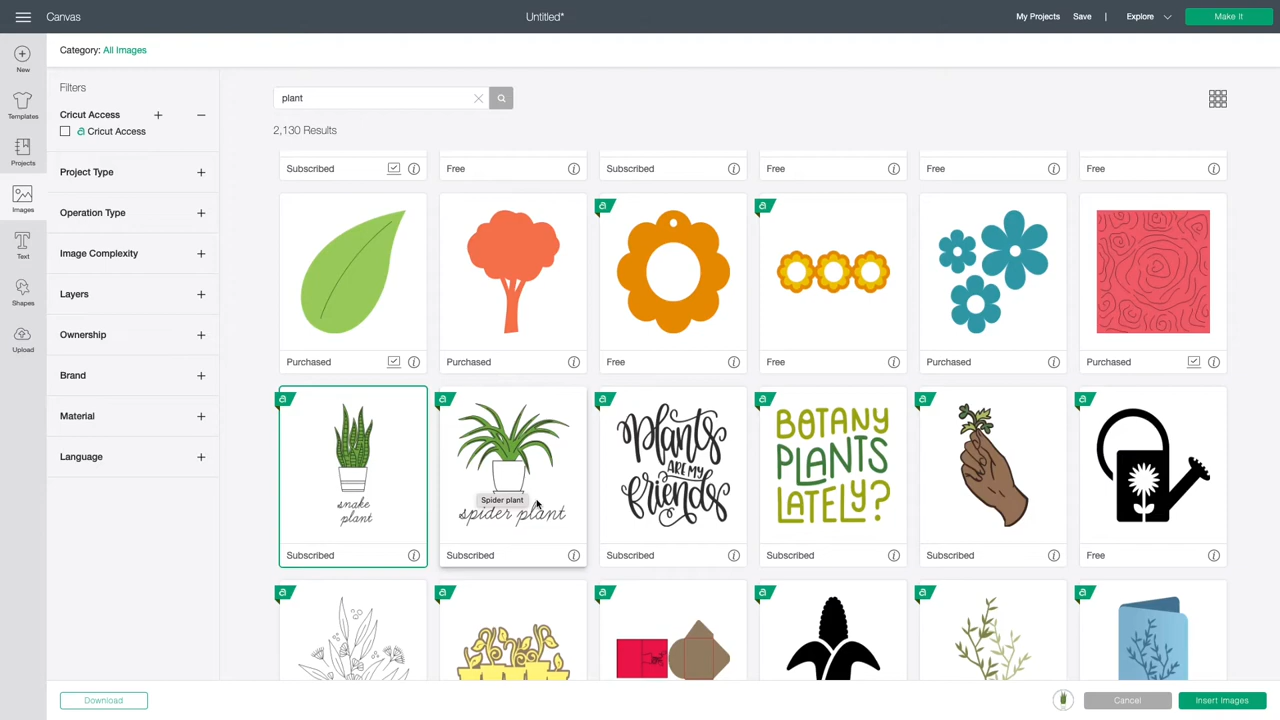 Canvas
Untitled*
My Projects
Save
|
Explore
Make It
Category: All Images
New
Templates
Projects
Images
Text
Shapes
Upload
Filters
Cricut Access
Cricut Access
Project Type
Operation Type
Image Complexity
Layers
Ownership
Brand
Material
Language
plant
2,130 Results
Subscribed
Free
Subscribed
Free
Free
Free
Purchased
Purchased
Free
Free
Purchased
Purchased
snake
plant
Spider plant
spider plant
plants
ARE MY
friends
BOTANY
PLANTS
LATELY?
Subscribed
Subscribed
Subscribed
Subscribed
Subscribed
Free
Download
Cancel
Insert Images